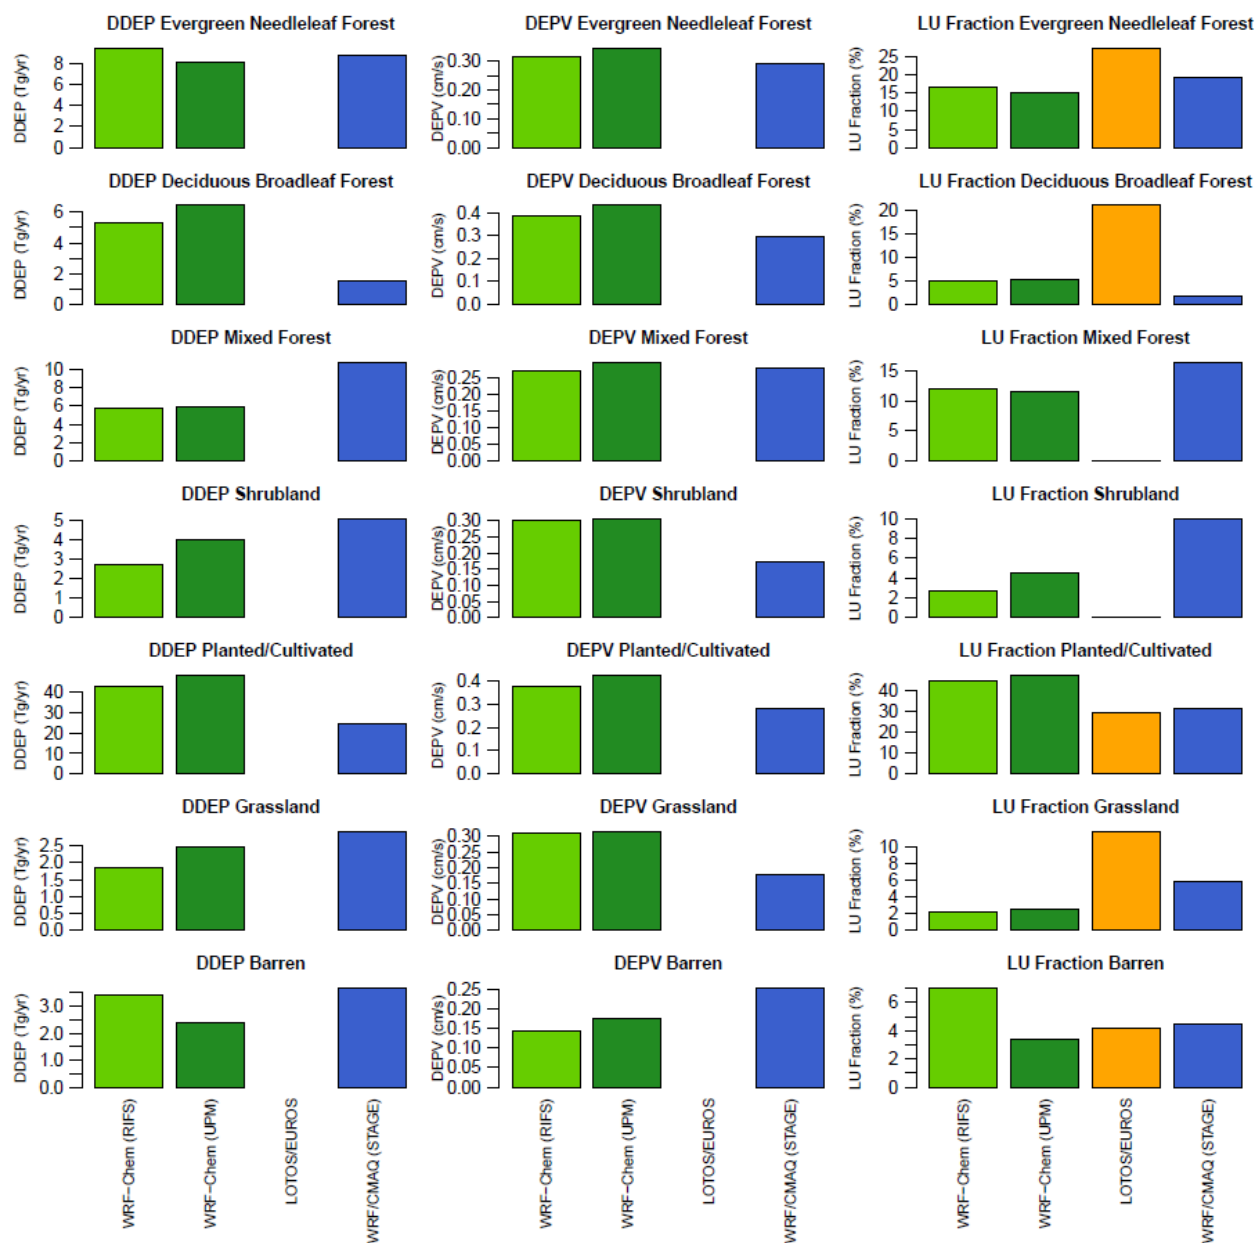 DDEP Evergreen Needleleaf Forest
DDEP (Tg/yr)
8
6
4
2
0
DEPV Evergreen Needleleaf Forest
DEPV (cm/s)
0.30
0.20
0.10
0.00
LU Fraction Evergreen Needleleaf Forest
LU Fraction (%)
25
20
15
10
5
0
DDEP Deciduous Broadleaf Forest
DDEP (Tg/yr)
6
4
2
0
DEPV Deciduous Broadleaf Forest
DEPV (cm/s)
0.4
0.3
0.2
0.1
0.0
LU Fraction Deciduous Broadleaf Forest
LU Fraction (%)
20
15
10
5
0
DDEP Mixed Forest
DDEP (Tg/yr)
10
8
6
4
2
0
DEPV Mixed Forest
DEPV (cm/s)
0.25
0.20
0.15
0.10
0.05
0.00
LU Fraction Mixed Forest
LU Fraction (%)
15
10
5
0
DDEP Shrubland
DDEP (Tg/yr)
5
4
3
2
1
0
DEPV Shrubland
DEPV (cm/s)
0.30
0.20
0.15
0.10
0.05
0.00
LU Fraction Shrubland
LU Fraction (%)
10
8
6
4
2
0
DDEP Planted/Cultivated
DDEP (Tg/yr)
40
30
20
10
0
DEPV Planted/Cultivated
DEPV (cm/s)
0.4
0.3
0.2
0.1
0.0
LU Fraction Planted/Cultivated
LU Fraction (%)
40
30
20
10
0
DDEP Grassland
DDEP (Tg/yr)
2.5
2.0
1.5
1.0
0.5
0.0
DEPV Grassland
DEPV (cm/s)
0.30
0.25
0.20
0.15
0.10
0.05
0.00
LU Fraction Grassland
LU Fraction (%)
10
8
6
4
2
0
DDEP Barren
DDEP (Tg/yr)
3.0
2.0
1.0
0.0
DEPV Barren
DEPV (cm/s)
0.25
0.20
0.15
0.10
0.05
0.00
LU Fraction Barren
LU Fraction (%)
6
4
2
0
WRF-Chem (RIFS)
WRF-Chem (UPM)
LOTOS/EUROS
WRF/CMAQ (STAGE)
WRF-Chem (RIFS)
WRF-Chem (UPM)
LOTOS/EUROS
WRF/CMAQ (STAGE)
WRF-Chem (RIFS)
WRF-Chem (UPM)
LOTOS/EUROS
WRF/CMAQ (STAGE)